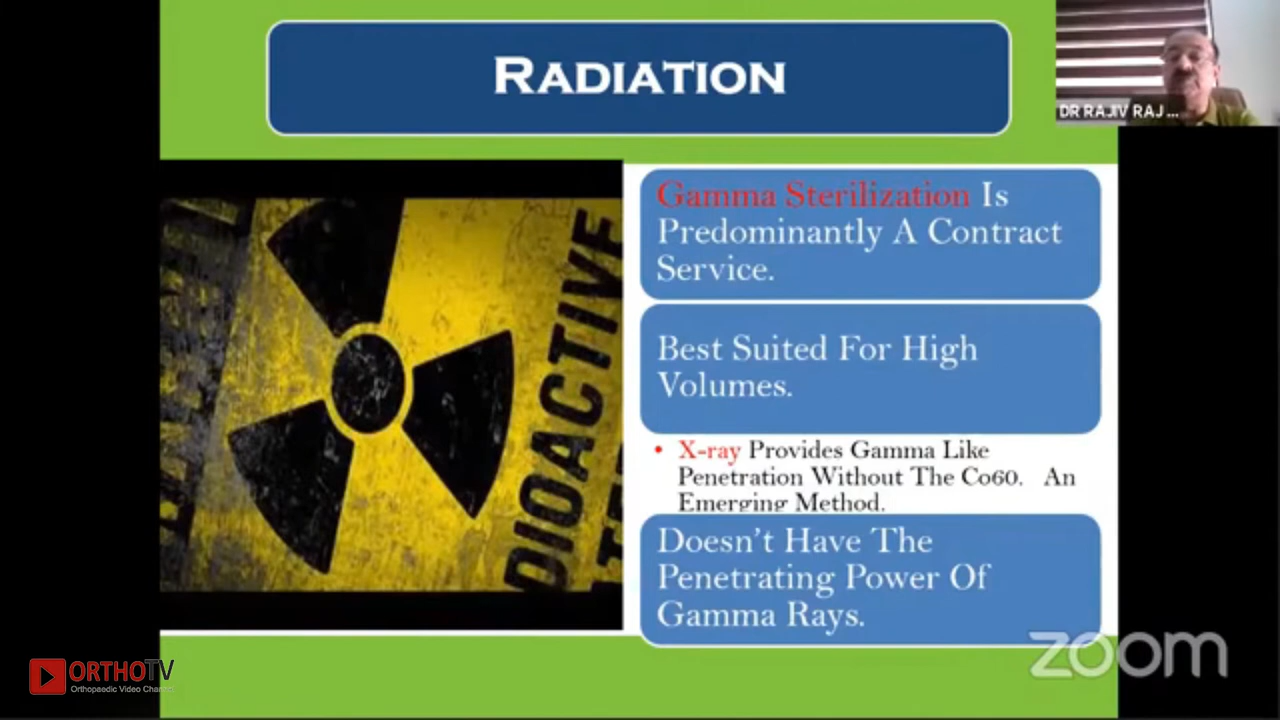 RADIATION
DR RAJIV RAJ ...
Gamma Sterilization Is
Predominantly A Contract
Service.
Best Suited For High
Volumes.
• X-ray Provides Gamma Like
Penetration Without The Co60. An
Emerging Method.
Doesn't Have The
Penetrating Power Of
Gamma Rays.
DIOACTIVE
ORTHOTV
Orthopaedic Video Channel
zoom